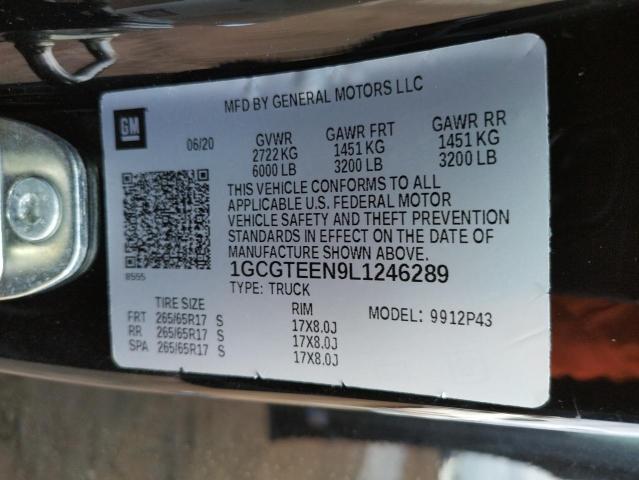 MFD BY GENERAL MOTORS LLC
GM
06/20 GVWR GAWR FRT GAWR RR
2722 KG 1451 KG 1451 KG
6000 LB 3200 LB 3200 LB
THIS VEHICLE CONFORMS TO ALL
APPLICABLE U.S. FEDERAL MOTOR
VEHICLE SAFETY AND THEFT PREVENTION
STANDARDS IN EFFECT ON THE DATE OF
MANUFACTURE SHOWN ABOVE.
8555
1GCGTEEN9L1246289
TYPE: TRUCK
TIRE SIZE RIM MODEL: 9912P43
FRT 265/65R17 S 17X8.0J
RR 265/65R17 S 17X8.0J
SPA 265/65R17 S 17X8.0J